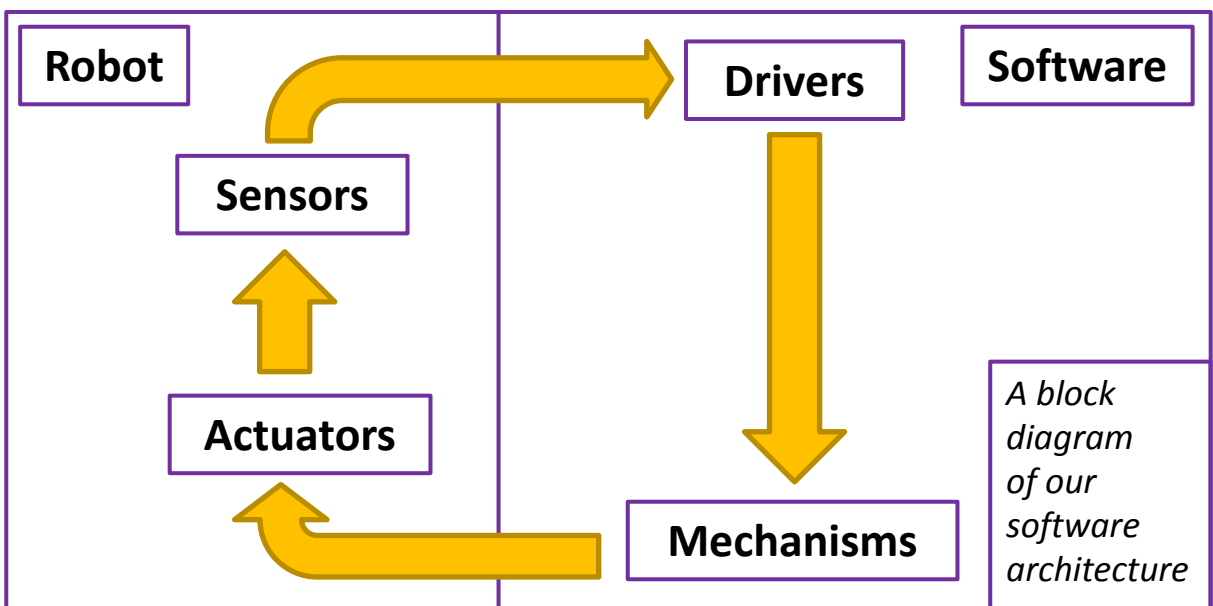 Robot
Drivers
Software
Sensors
Actuators
Mechanisms
A block
diagram
of our
software
architecture